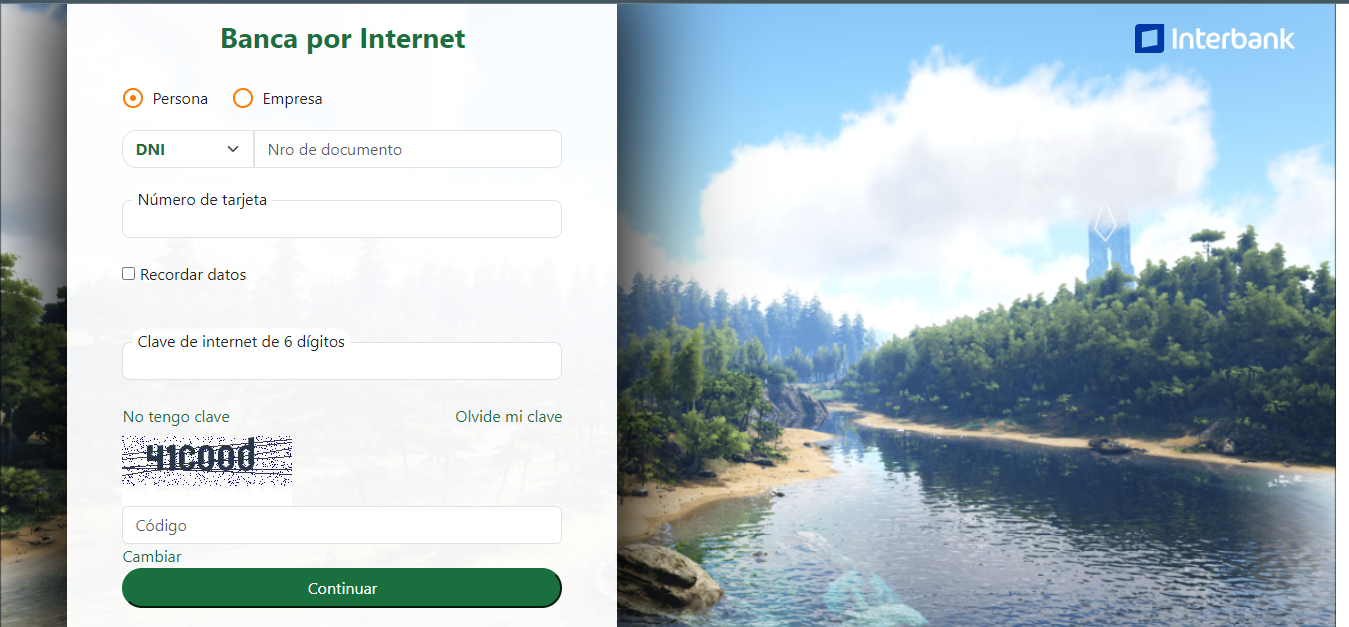 Banca por Internet
Interbank
Persona Empresa
DNI Nro de documento
Número de tarjeta
Recordar datos
Clave de internet de 6 dígitos
No tengo clave Olvide mi clave
Código
Cambiar
Continuar